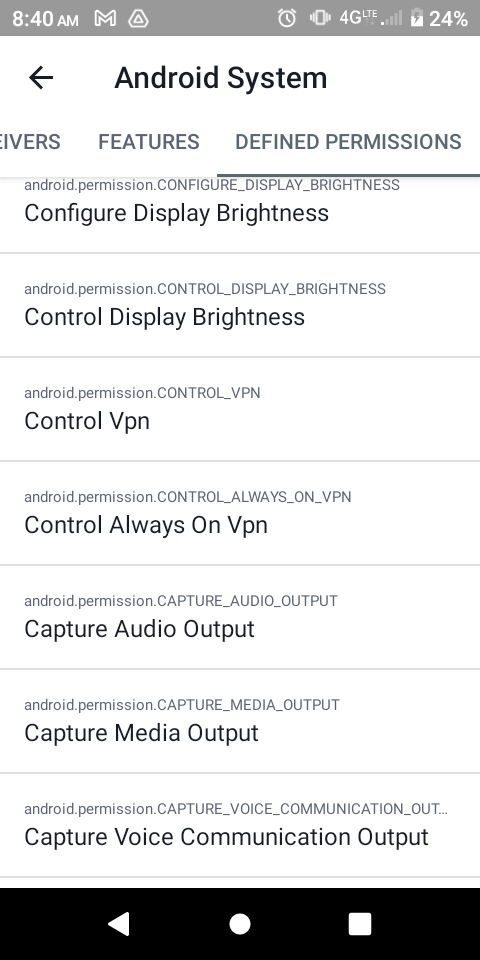 8:40 AM 4G LTE 24%
Android System
EIVERS FEATURES DEFINED PERMISSIONS
android.permission.CONFIGURE_DISPLAY_BRIGHTNESS
Configure Display Brightness
android.permission.CONTROL_DISPLAY_BRIGHTNESS
Control Display Brightness
android.permission.CONTROL_VPN
Control Vpn
android.permission.CONTROL_ALWAYS_ON_VPN
Control Always On Vpn
android.permission.CAPTURE_AUDIO_OUTPUT
Capture Audio Output
android.permission.CAPTURE_MEDIA_OUTPUT
Capture Media Output
android.permission.CAPTURE_VOICE_COMMUNICATION_OUT...
Capture Voice Communication Output